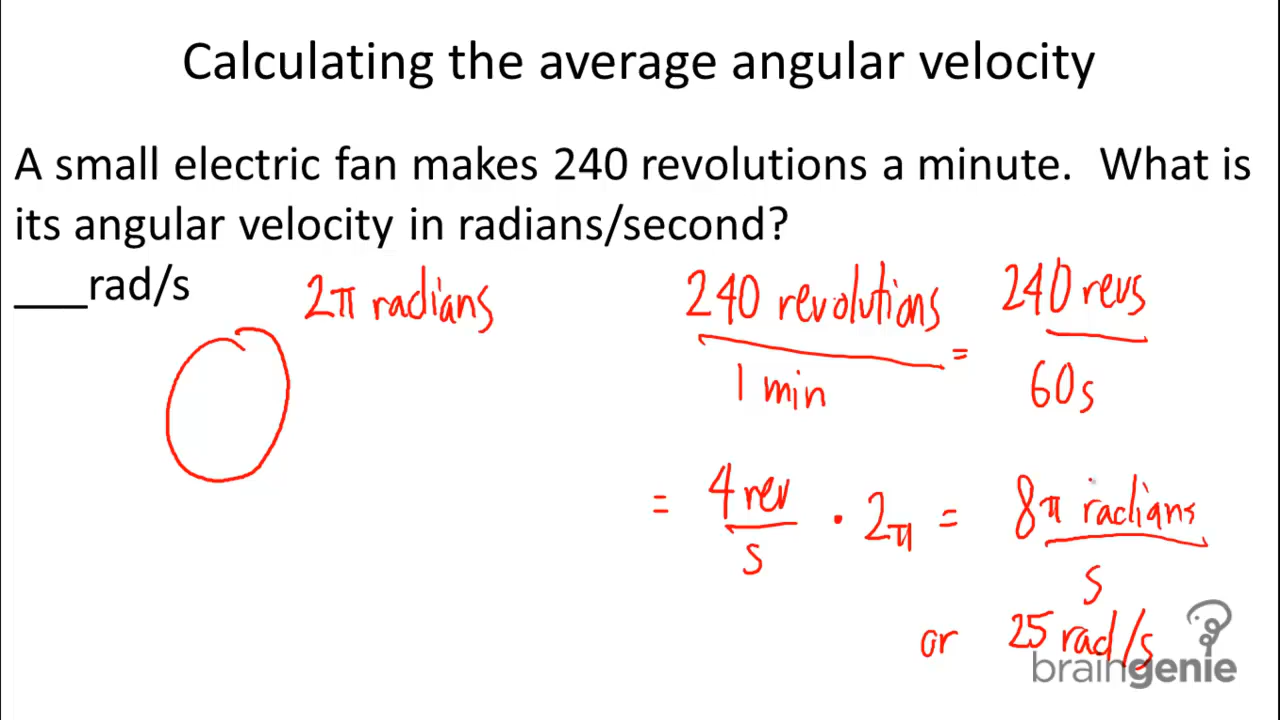 Calculating the average angular velocity
A small electric fan makes 240 revolutions a minute. What is
its angular velocity in radians/second?
___rad/s
2π radians
240 revolutions / 1 min = 240 revs / 60s
= 4 rev / s · 2π = 8π radians / s
or 25 rad/s
braingenie